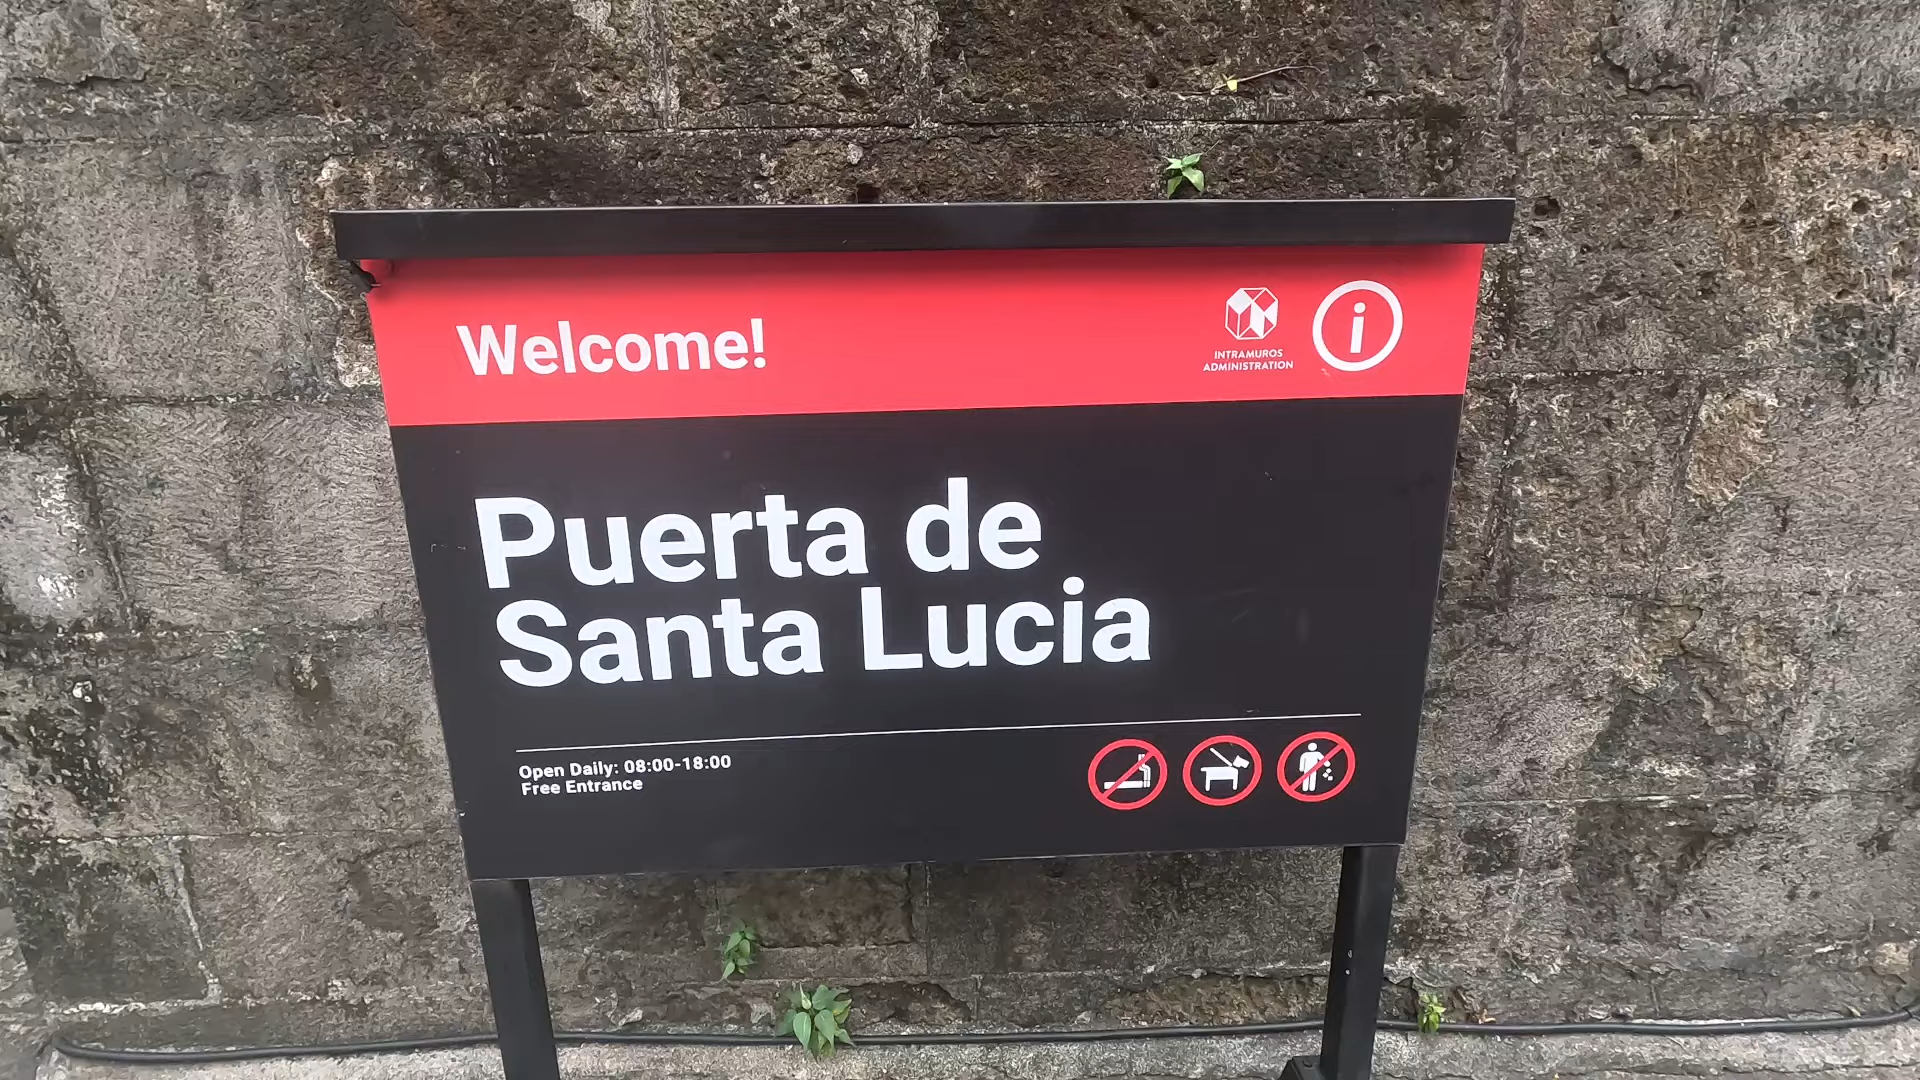 Welcome!
INTRAMUROS
ADMINISTRATION
i
Puerta de
Santa Lucia
Open Daily: 08:00-18:00
Free Entrance